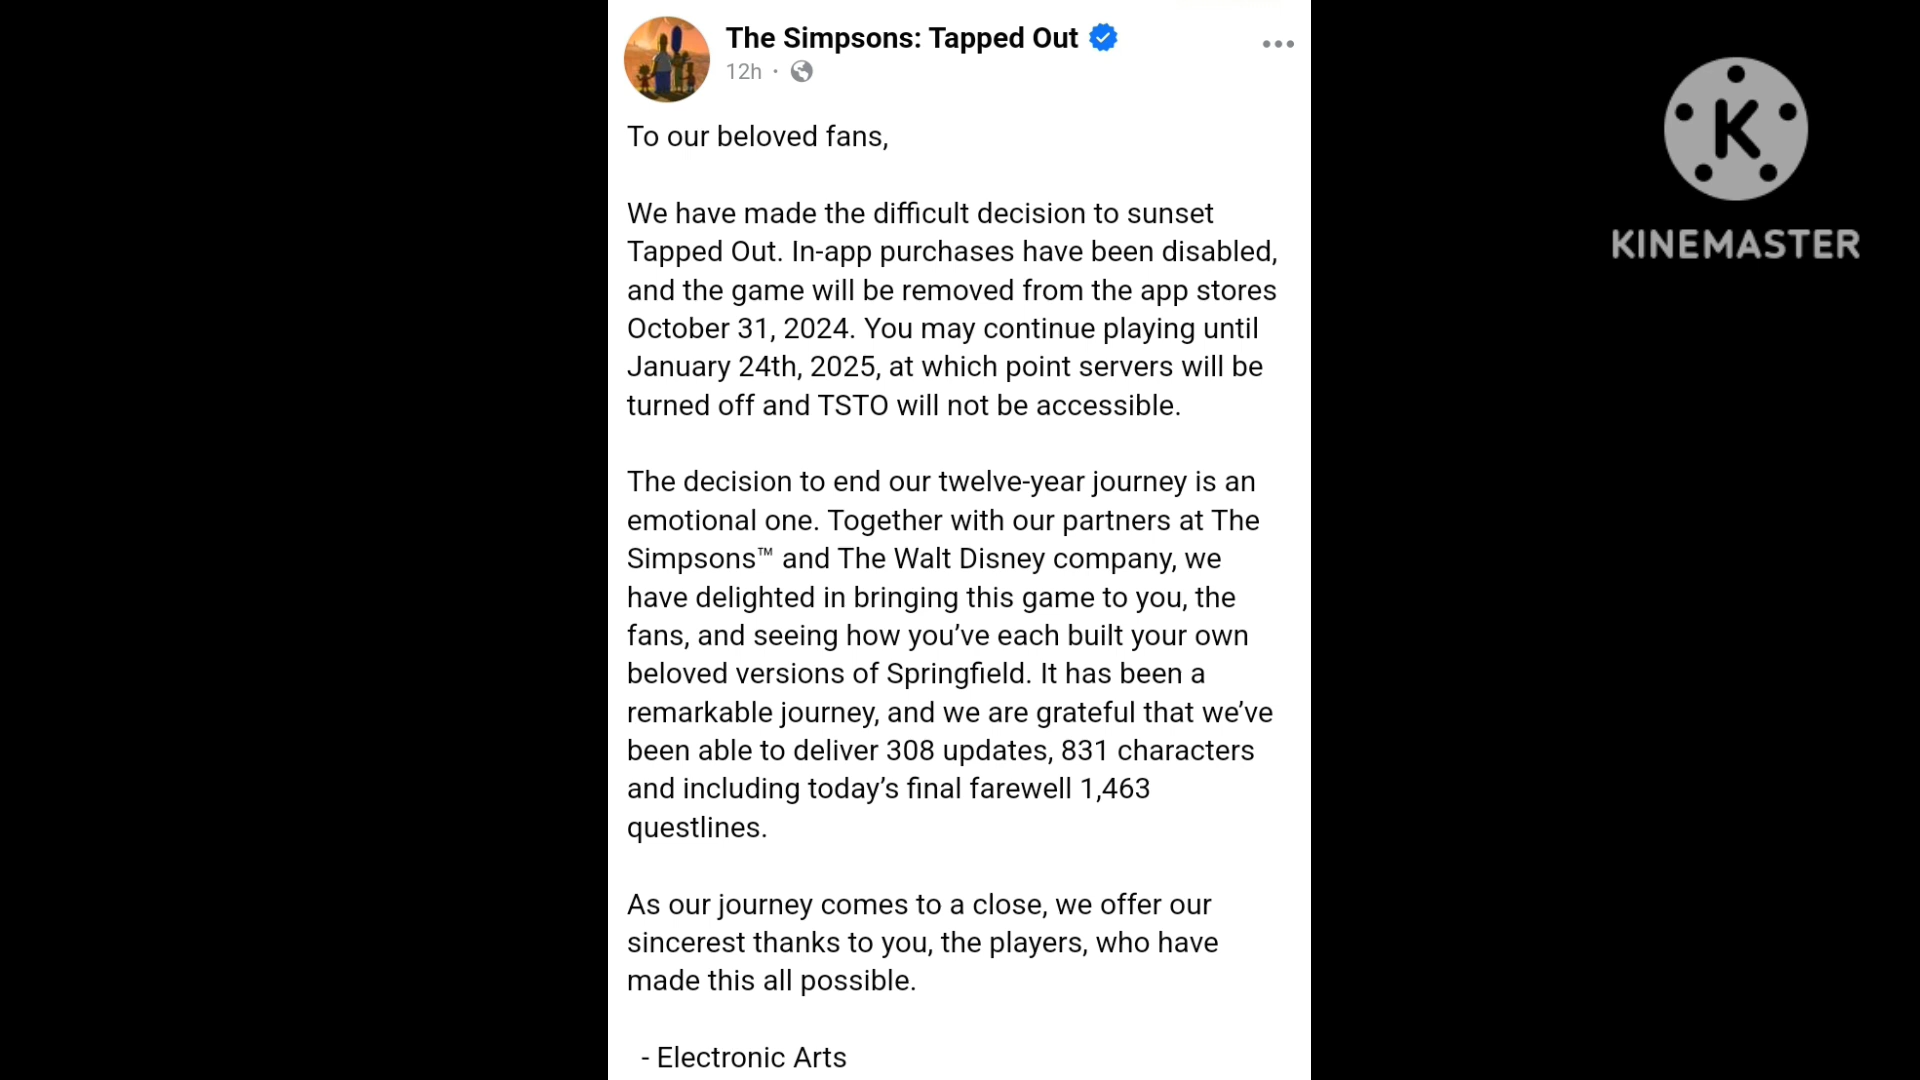 The Simpsons: Tapped Out
12h ·
To our beloved fans,
We have made the difficult decision to sunset
Tapped Out. In-app purchases have been disabled,
and the game will be removed from the app stores
October 31, 2024. You may continue playing until
January 24th, 2025, at which point servers will be
turned off and TSTO will not be accessible.
The decision to end our twelve-year journey is an
emotional one. Together with our partners at The
Simpsons™ and The Walt Disney company, we
have delighted in bringing this game to you, the
fans, and seeing how you’ve each built your own
beloved versions of Springfield. It has been a
remarkable journey, and we are grateful that we’ve
been able to deliver 308 updates, 831 characters
and including today’s final farewell 1,463
questlines.
As our journey comes to a close, we offer our
sincerest thanks to you, the players, who have
made this all possible.
- Electronic Arts
K
KINEMASTER